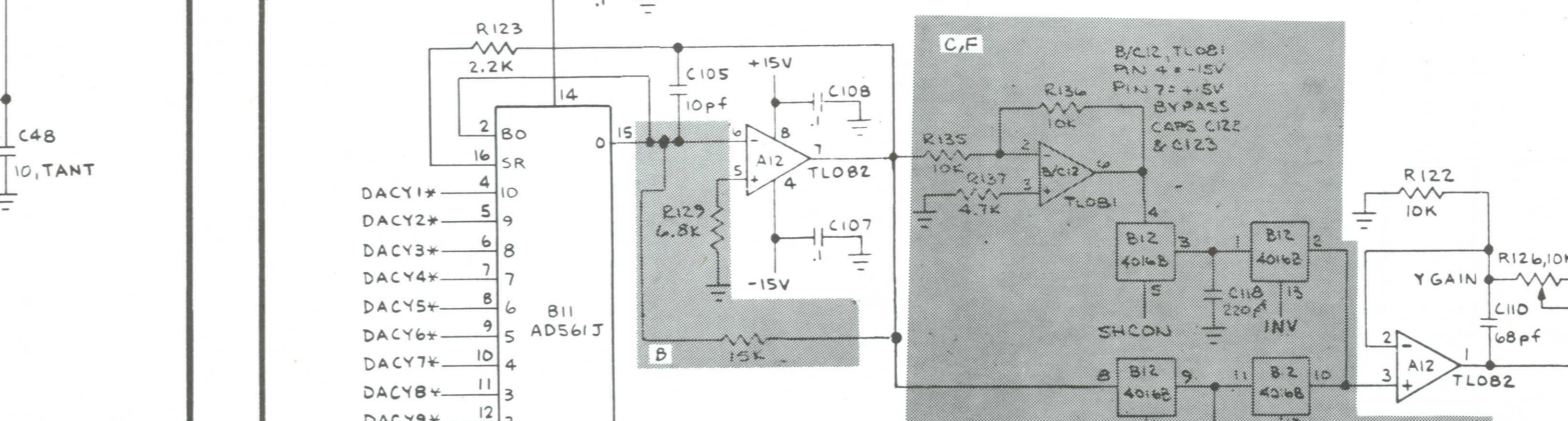 .1
R123
2.2K
C105
10pf
+15V
C108
.1
14
C48
10,TANT
2 BO
15
O
16 SR
6
8
A12
7
TL082
5
4
R129
6.8K
C107
.1
-15V
DACY1* 4 10
DACY2* 5 9
DACY3* 6 8
DACY4* 7 7
DACY5* 8 6
DACY6* 9 5
DACY7* 10 4
DACY8* 11 3
DACY9* 12
B11
AD561J
B
15K
C,F
B/C12, TL081
PIN 4 = -15V
PIN 7 = +15V
BYPASS
CAPS C122
& C123
R136
10K
R135
10K
2
6
B/C12
3
TL081
R137
4.7K
4
B12
4016B
3
5
SHCON
C118
220pf
1
B12
4016B
2
13
INV
8
B12
4016B
9
11
B12
4016B
10
R122
10K
YGAIN
R126,10K
C110
68pf
2
3
A12
1
TL082